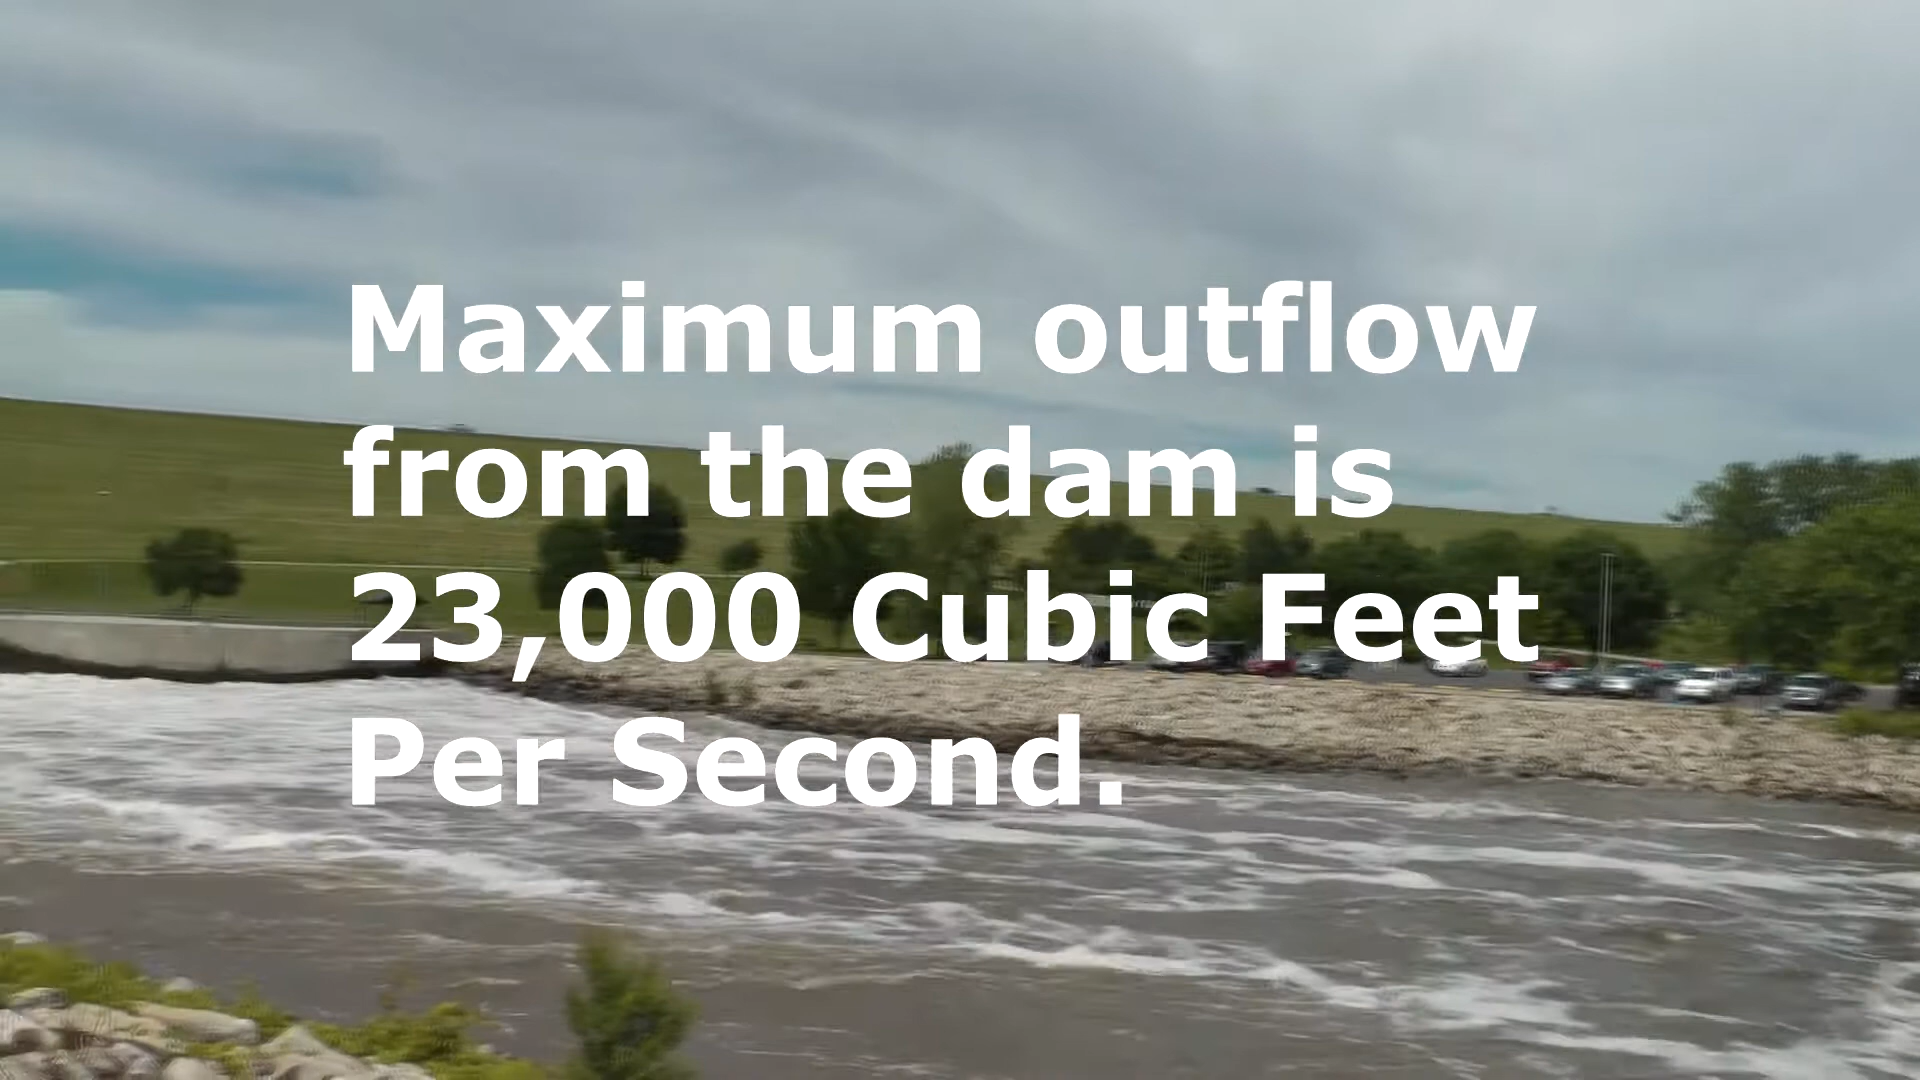 Maximum outflow
from the dam is
23,000 Cubic Feet
Per Second.